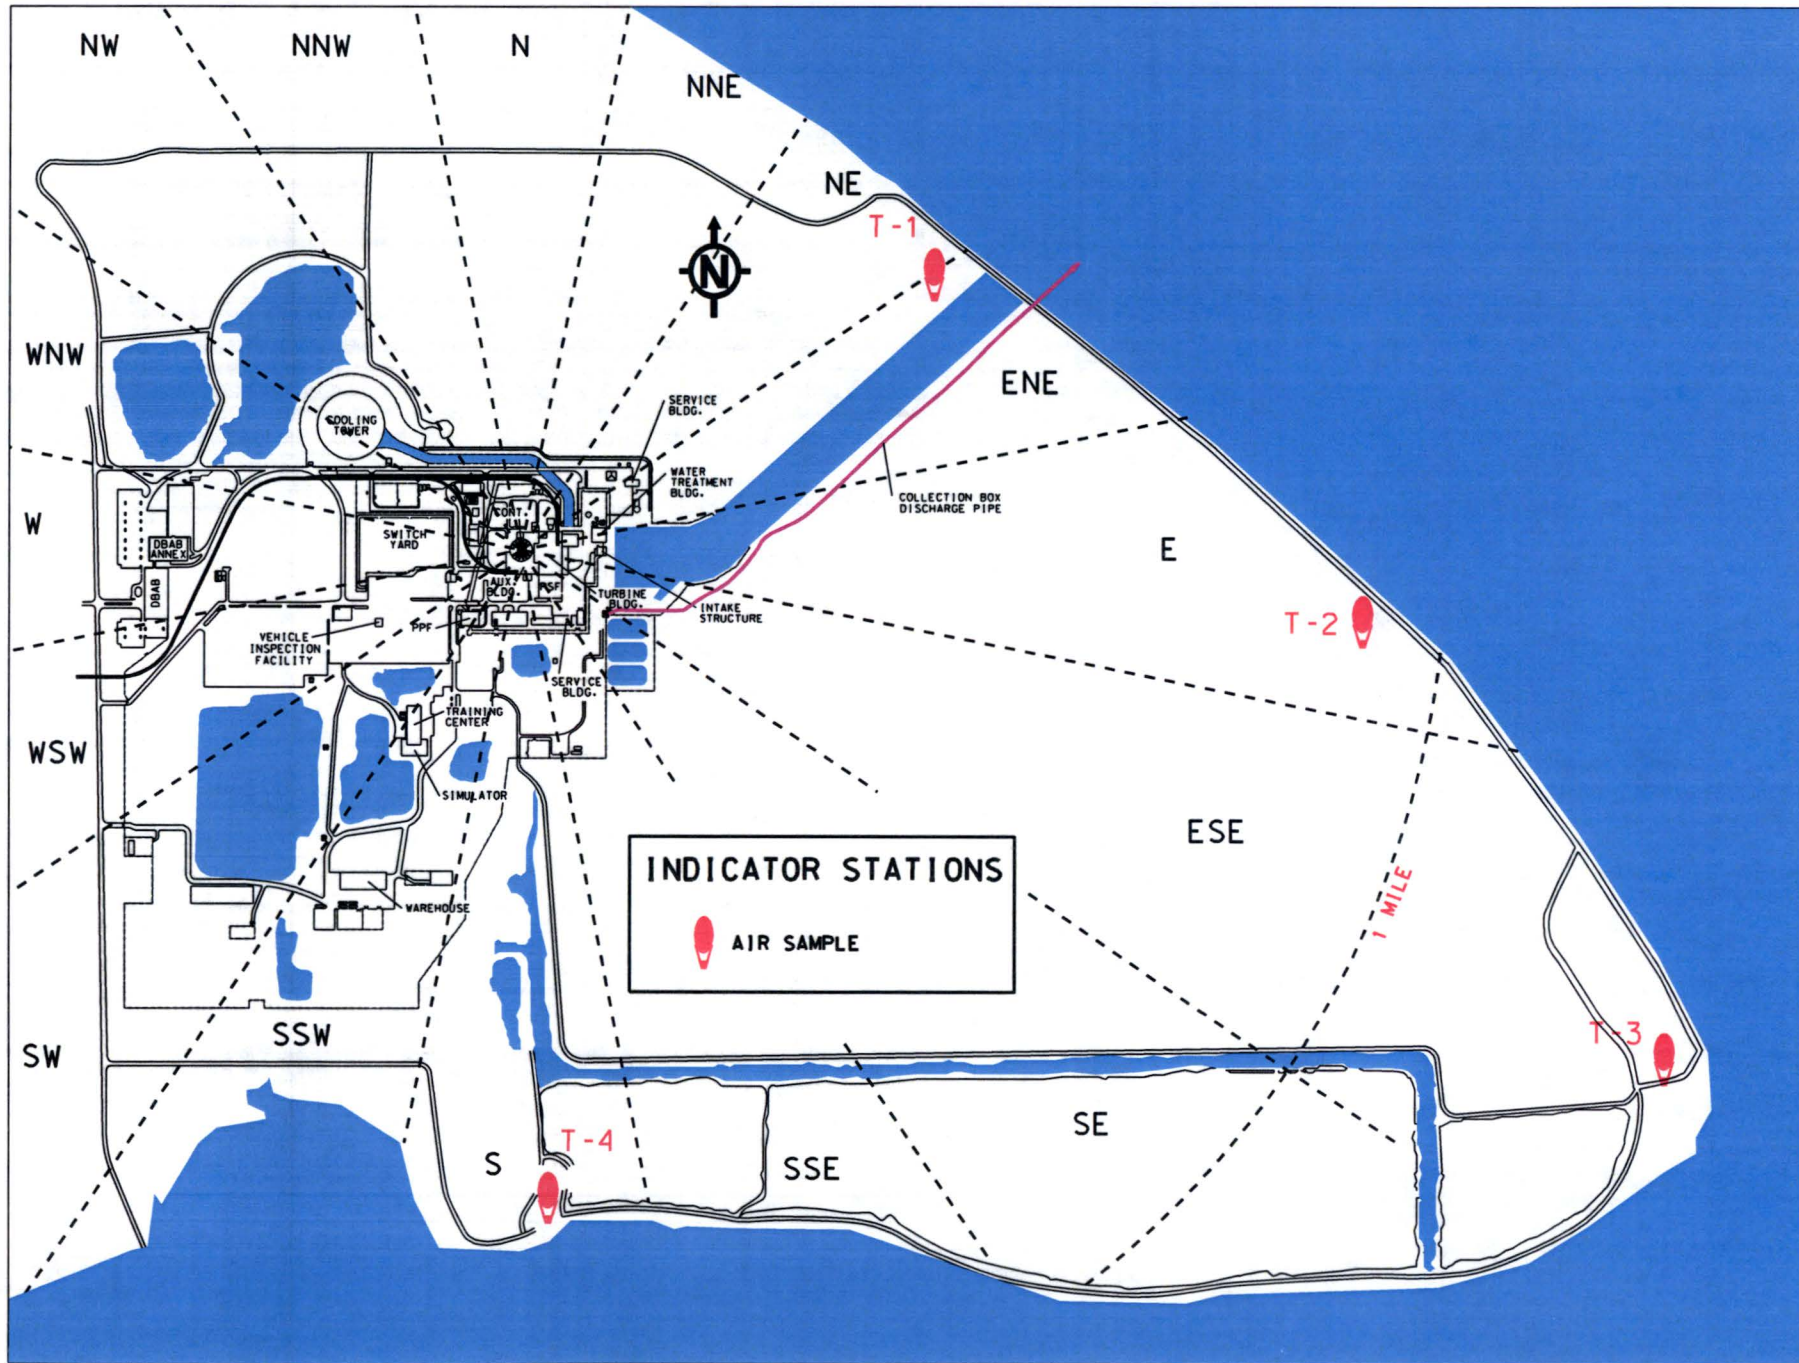 NW
NNW
N
NNE
NE
T-1
N
WNW
ENE
COOLING
TOWER
SERVICE
BLDG.
WATER
TREATMENT
BLDG.
COLLECTION BOX
DISCHARGE PIPE
W
CONT.
SWITCH
YARD
DBAB
ANNEX
E
DBAB
AUX.
BLDG.
TURBINE
BLDG.
INTAKE
STRUCTURE
T-2
PPF
VEHICLE
INSPECTION
FACILITY
SERVICE
BLDG.
TRAINING
CENTER
WSW
SIMULATOR
ESE
INDICATOR STATIONS
AIR SAMPLE
1 MILE
WAREHOUSE
SSW
SW
T-3
SE
T-4
S
SSE